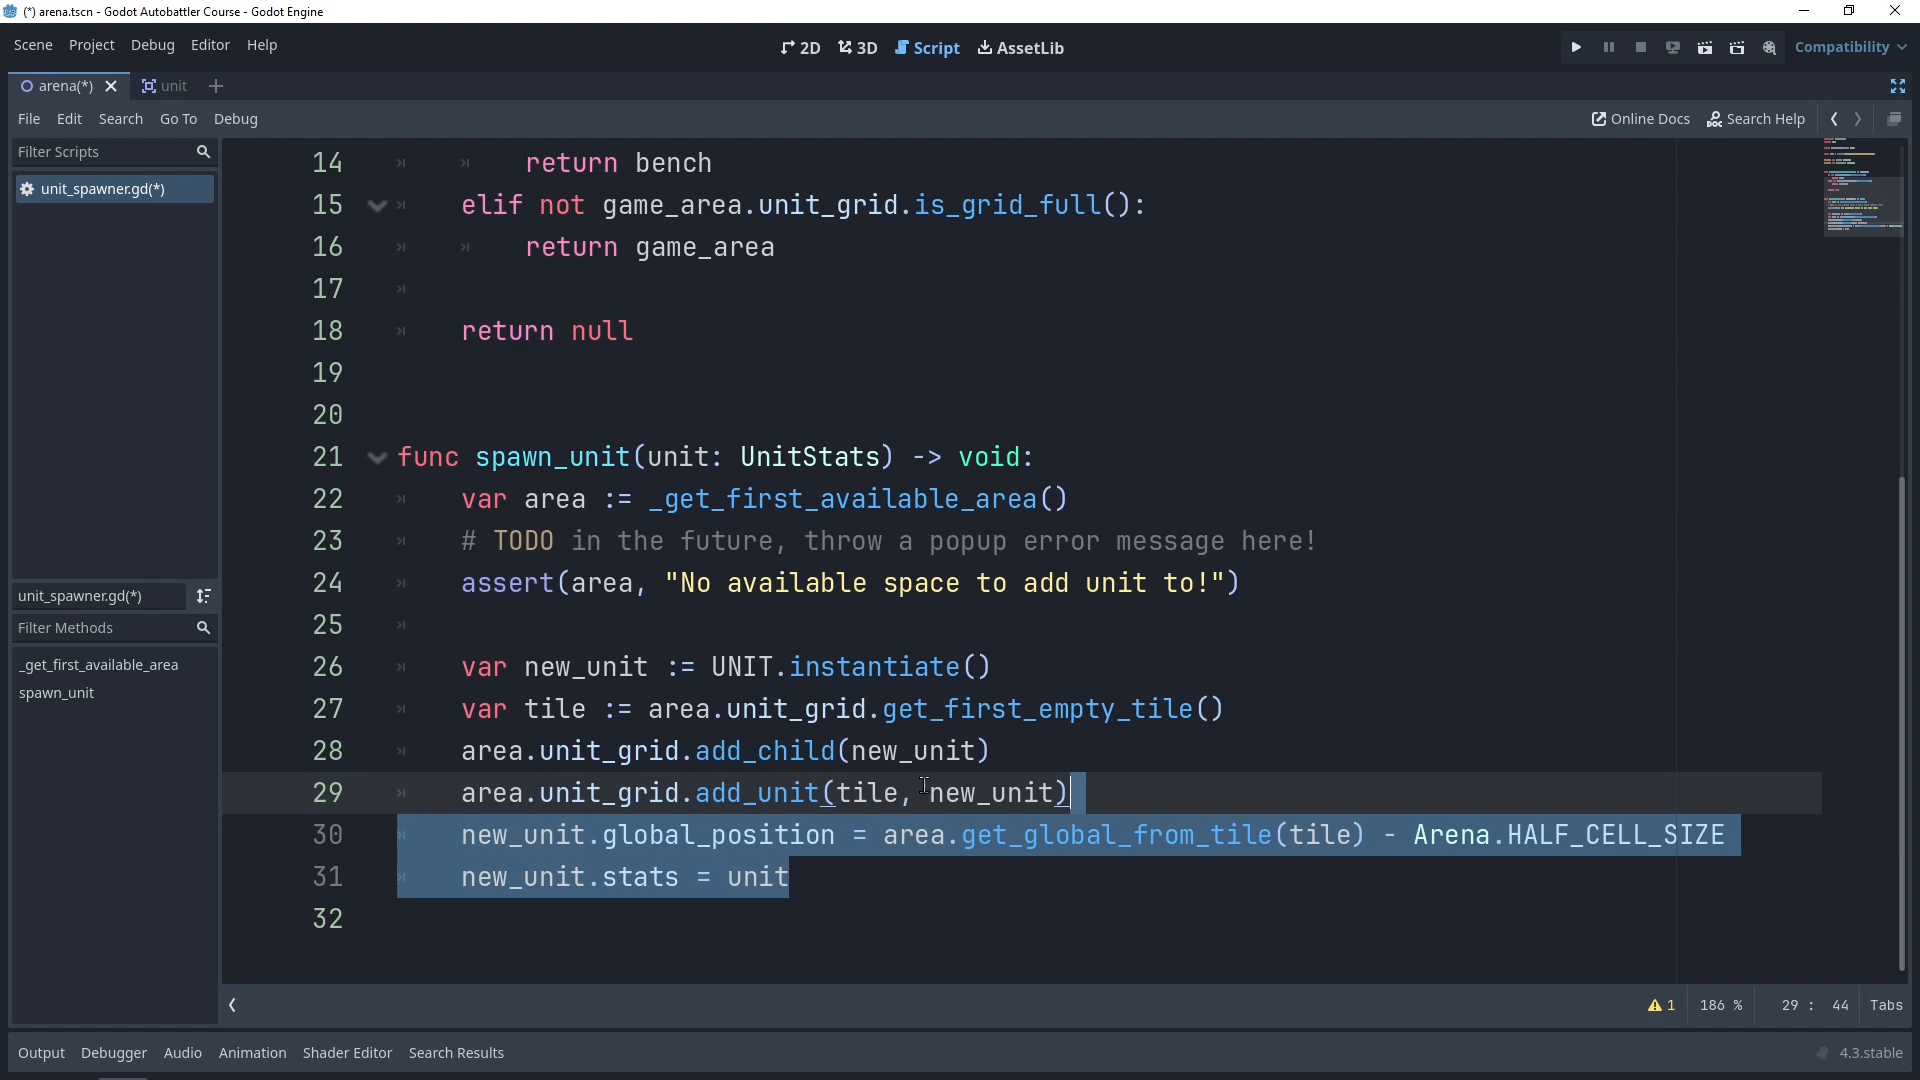 (*) arena.tscn - Godot Autobattler Course - Godot Engine
Scene Project Debug Editor Help
2D 3D Script AssetLib
Compatibility
arena(*) unit
File Edit Search Go To Debug
Online Docs Search Help
Filter Scripts
unit_spawner.gd(*)
unit_spawner.gd(*)
Filter Methods
_get_first_available_area
spawn_unit
14 return bench
15 elif not game_area.unit_grid.is_grid_full():
16 return game_area
17
18 return null
19
20
21 func spawn_unit(unit: UnitStats) -> void:
22 var area := _get_first_available_area()
23 # TODO in the future, throw a popup error message here!
24 assert(area, "No available space to add unit to!")
25
26 var new_unit := UNIT.instantiate()
27 var tile := area.unit_grid.get_first_empty_tile()
28 area.unit_grid.add_child(new_unit)
29 area.unit_grid.add_unit(tile, new_unit)
30 new_unit.global_position = area.get_global_from_tile(tile) - Arena.HALF_CELL_SIZE
31 new_unit.stats = unit
32
1 186 % 29 : 44 Tabs
Output Debugger Audio Animation Shader Editor Search Results
4.3.stable